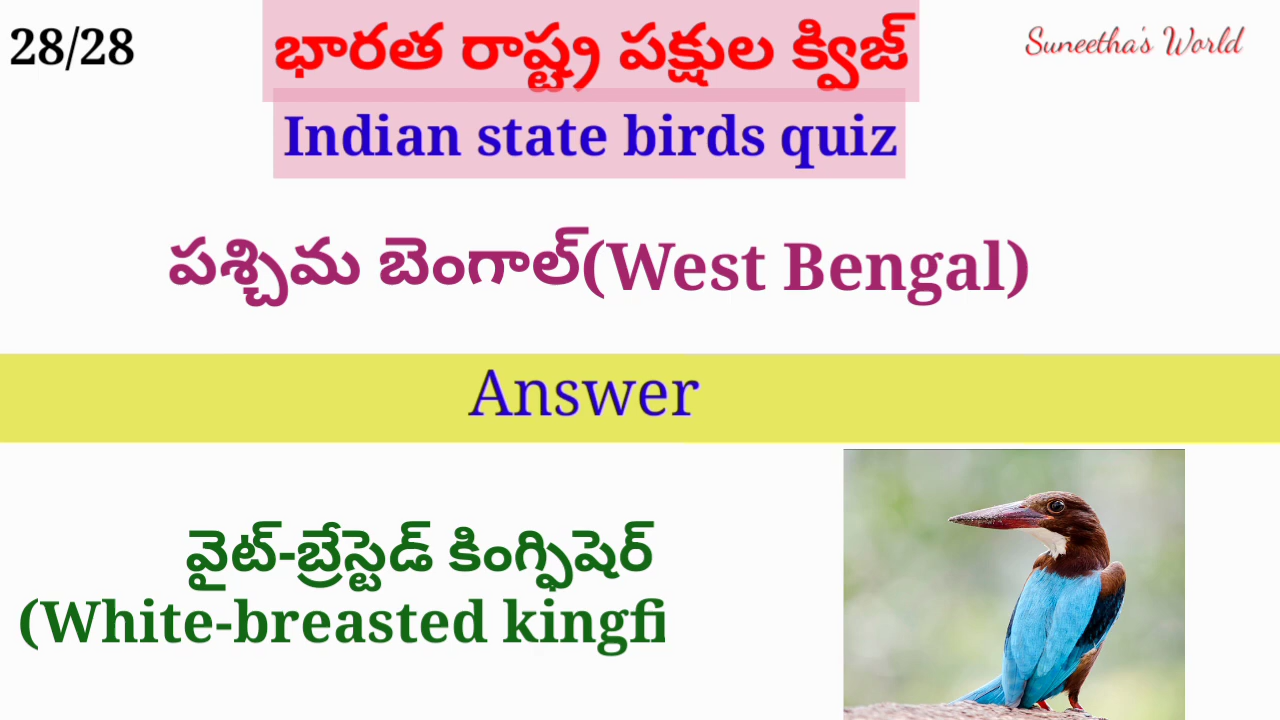 28/28
భారత రాష్ట్ర పక్షుల క్విజ్
Suneetha's World
Indian state birds quiz
పశ్చిమ బెంగాల్(West Bengal)
Answer
వైట్-బ్రేస్టెడ్ కింగ్ఫిషెర్
(White-breasted kingfi